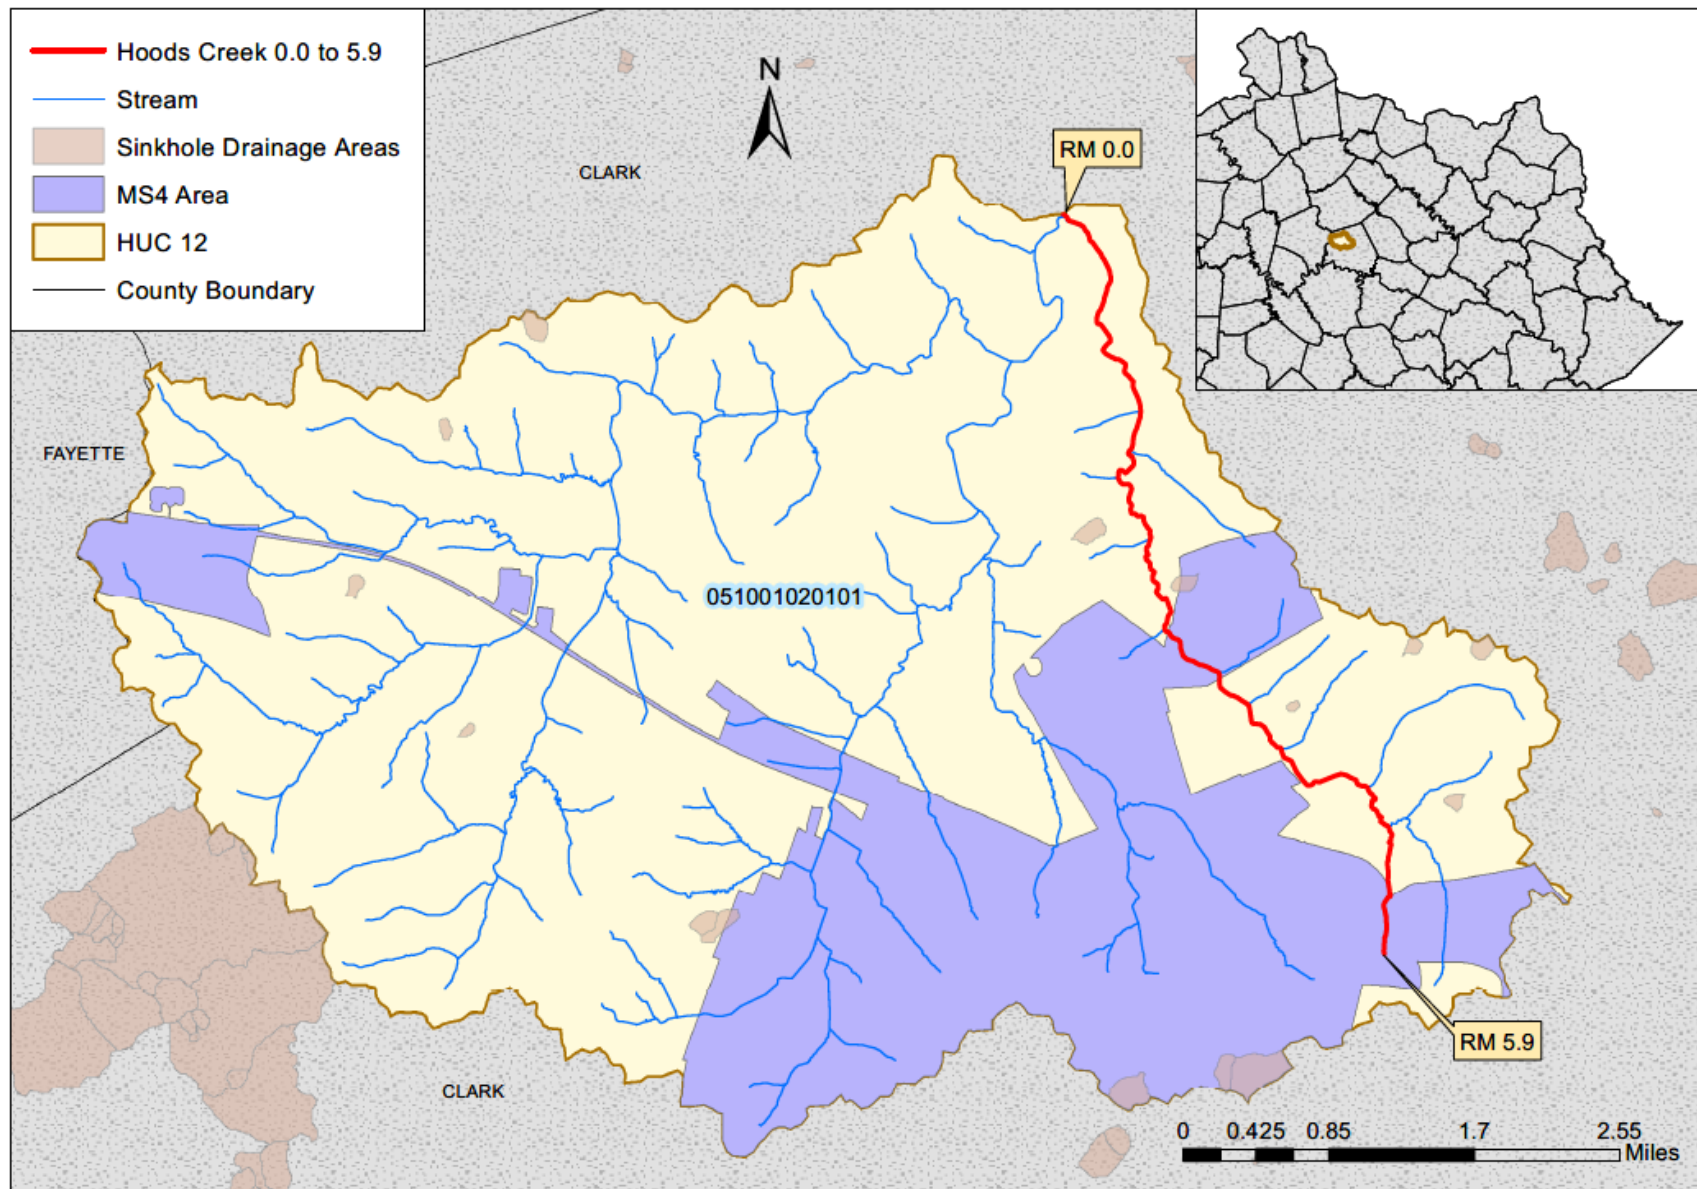 Hoods Creek 0.0 to 5.9
Stream
Sinkhole Drainage Areas
MS4 Area
HUC 12
County Boundary
N
CLARK
RM 0.0
FAYETTE
051001020101
RM 5.9
CLARK
0 0.425 0.85 1.7 2.55
Miles